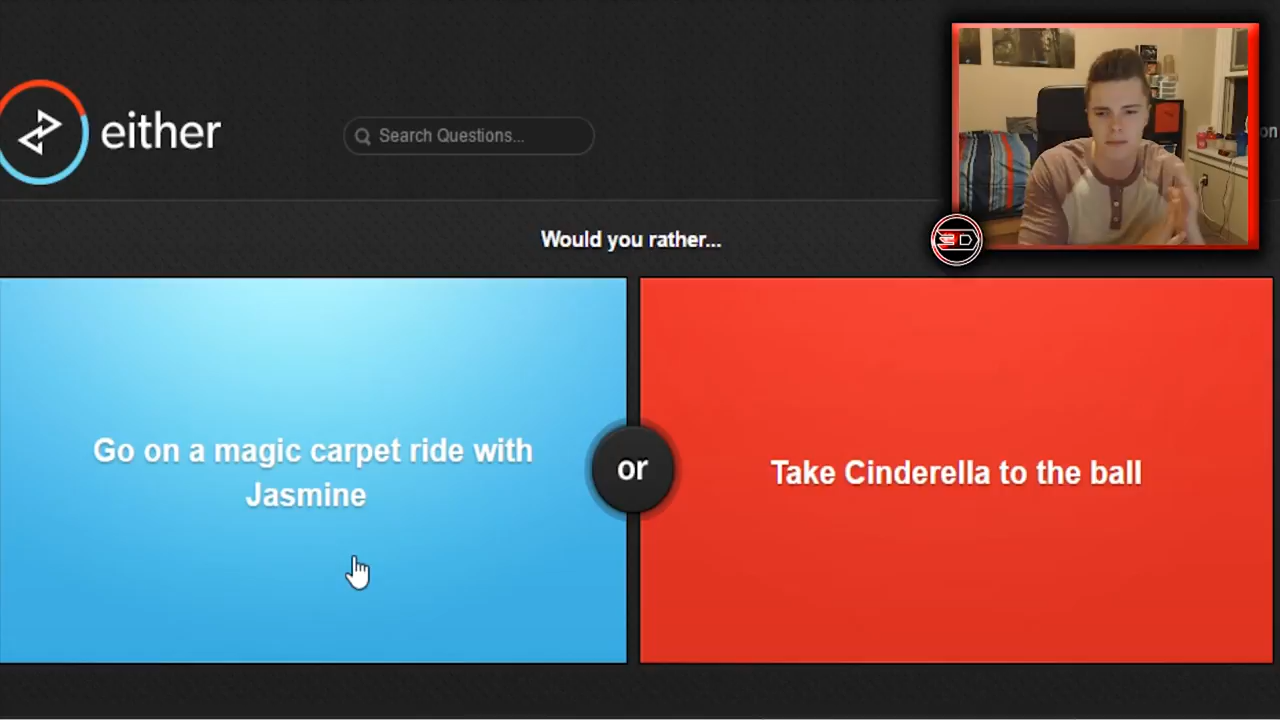 either
Search Questions...
on
Would you rather...
Go on a magic carpet ride with
Jasmine
or
Take Cinderella to the ball